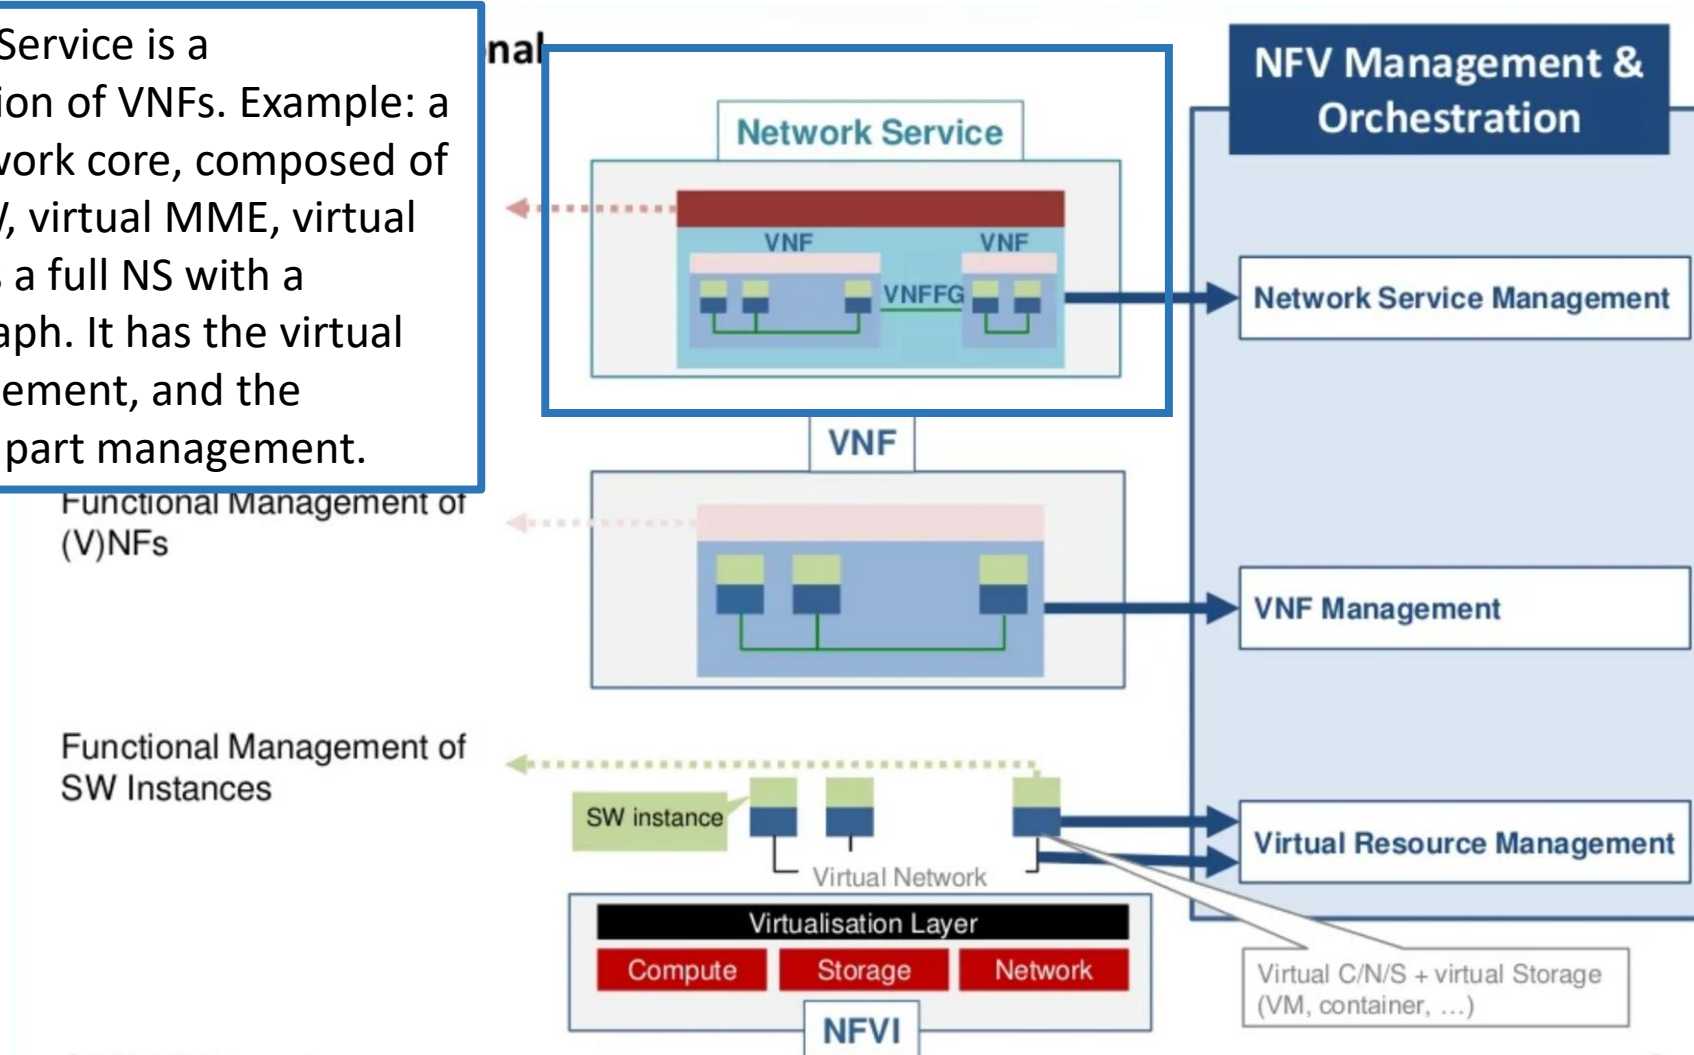 Service is a
ion of VNFs. Example: a
work core, composed of
, virtual MME, virtual
a full NS with a
aph. It has the virtual
ement, and the
part management.
nal
Network Service
VNF VNF
VNFFG
VNF
Functional Management of
(V)NFs
Functional Management of
SW Instances
SW instance
Virtual Network
Virtualisation Layer
Compute Storage Network
NFVI
NFV Management &
Orchestration
Network Service Management
VNF Management
Virtual Resource Management
Virtual C/N/S + virtual Storage
(VM, container, …)